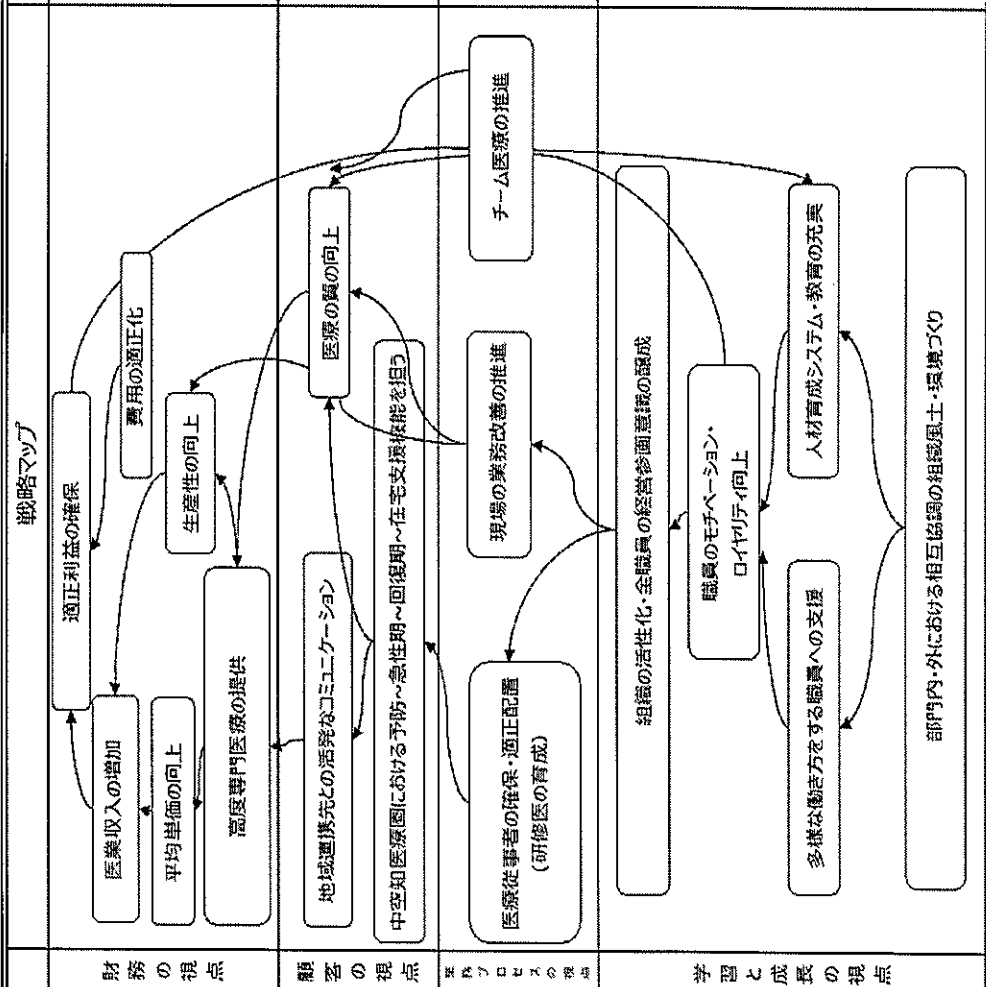 戦略マップ
財務の視点
適正利益の確保
費用の適正化
医業収入の増加
生産性の向上
平均単価の向上
高度専門医療の提供
顧客の視点
地域連携先との活発なコミュニケーション
医療の質の向上
中空知医療圏における予防～急性期～回復期～在宅支援機能を担う
業務プロセスの視点
医療従事者の確保・適正配置
(研修医の育成)
現場の業務改善の推進
チーム医療の推進
学習と成長の視点
組織の活性化・全職員の経営参画意識の醸成
職員のモチベーション・
ロイヤリティ向上
多様な働き方をする職員への支援
人材育成システム・教育の充実
部門内・外における相互協調の組織風土・環境づくり